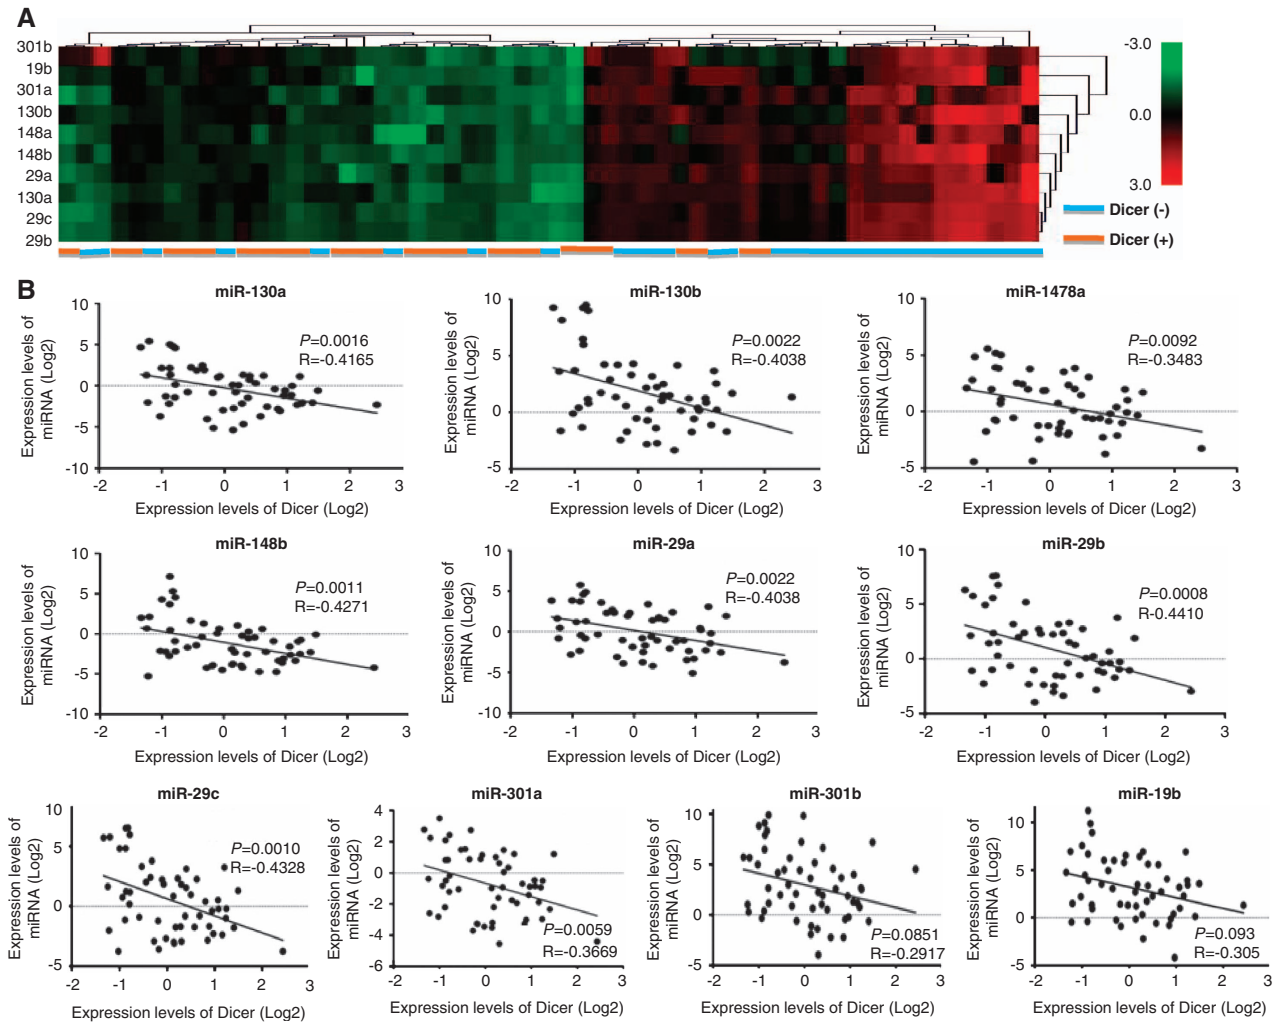 A
301b
19b
301a
130b
148a
148b
29a
130a
29c
29b
-3.0
0.0
3.0
Dicer (-)
Dicer (+)
B
miR-130a
Expression levels of
miRNA (Log2)
10
5
0
-5
-10
P=0.0016
R=-0.4165
-2 -1 0 1 2 3
Expression levels of Dicer (Log2)
miR-130b
Expression levels of
miRNA (Log2)
10
5
0
-5
P=0.0022
R=-0.4038
-2 -1 0 1 2 3
Expression levels of Dicer (Log2)
miR-1478a
Expression levels of
miRNA (Log2)
10
5
0
-5
P=0.0092
R=-0.3483
-2 -1 0 1 2 3
Expression levels of Dicer (Log2)
miR-148b
Expression levels of
miRNA (Log2)
10
5
0
-5
-10
P=0.0011
R=-0.4271
-2 -1 0 1 2 3
Expression levels of Dicer (Log2)
miR-29a
Expression levels of
miRNA (Log2)
10
5
0
-5
-10
P=0.0022
R=-0.4038
-2 -1 0 1 2 3
Expression levels of Dicer (Log2)
miR-29b
Expression levels of
miRNA (Log2)
10
5
0
-5
P=0.0008
R-0.4410
-2 -1 0 1 2 3
Expression levels of Dicer (Log2)
miR-29c
Expression levels of
miRNA (Log2)
10
5
0
-5
P=0.0010
R=-0.4328
-2 -1 0 1 2 3
Expression levels of Dicer (Log2)
miR-301a
Expression levels of
miRNA (Log2)
4
2
0
-2
-4
-6
P=0.0059
R=-0.3669
-2 -1 0 1 2 3
Expression levels of Dicer (Log2)
miR-301b
Expression levels of
miRNA (Log2)
10
5
0
-5
P=0.0851
R=-0.2917
-2 -1 0 1 2 3
Expression levels of Dicer (Log2)
miR-19b
Expression levels of
miRNA (Log2)
10
5
0
-5
P=0.093
R=-0.305
-2 -1 0 1 2 3
Expression levels of Dicer (Log2)